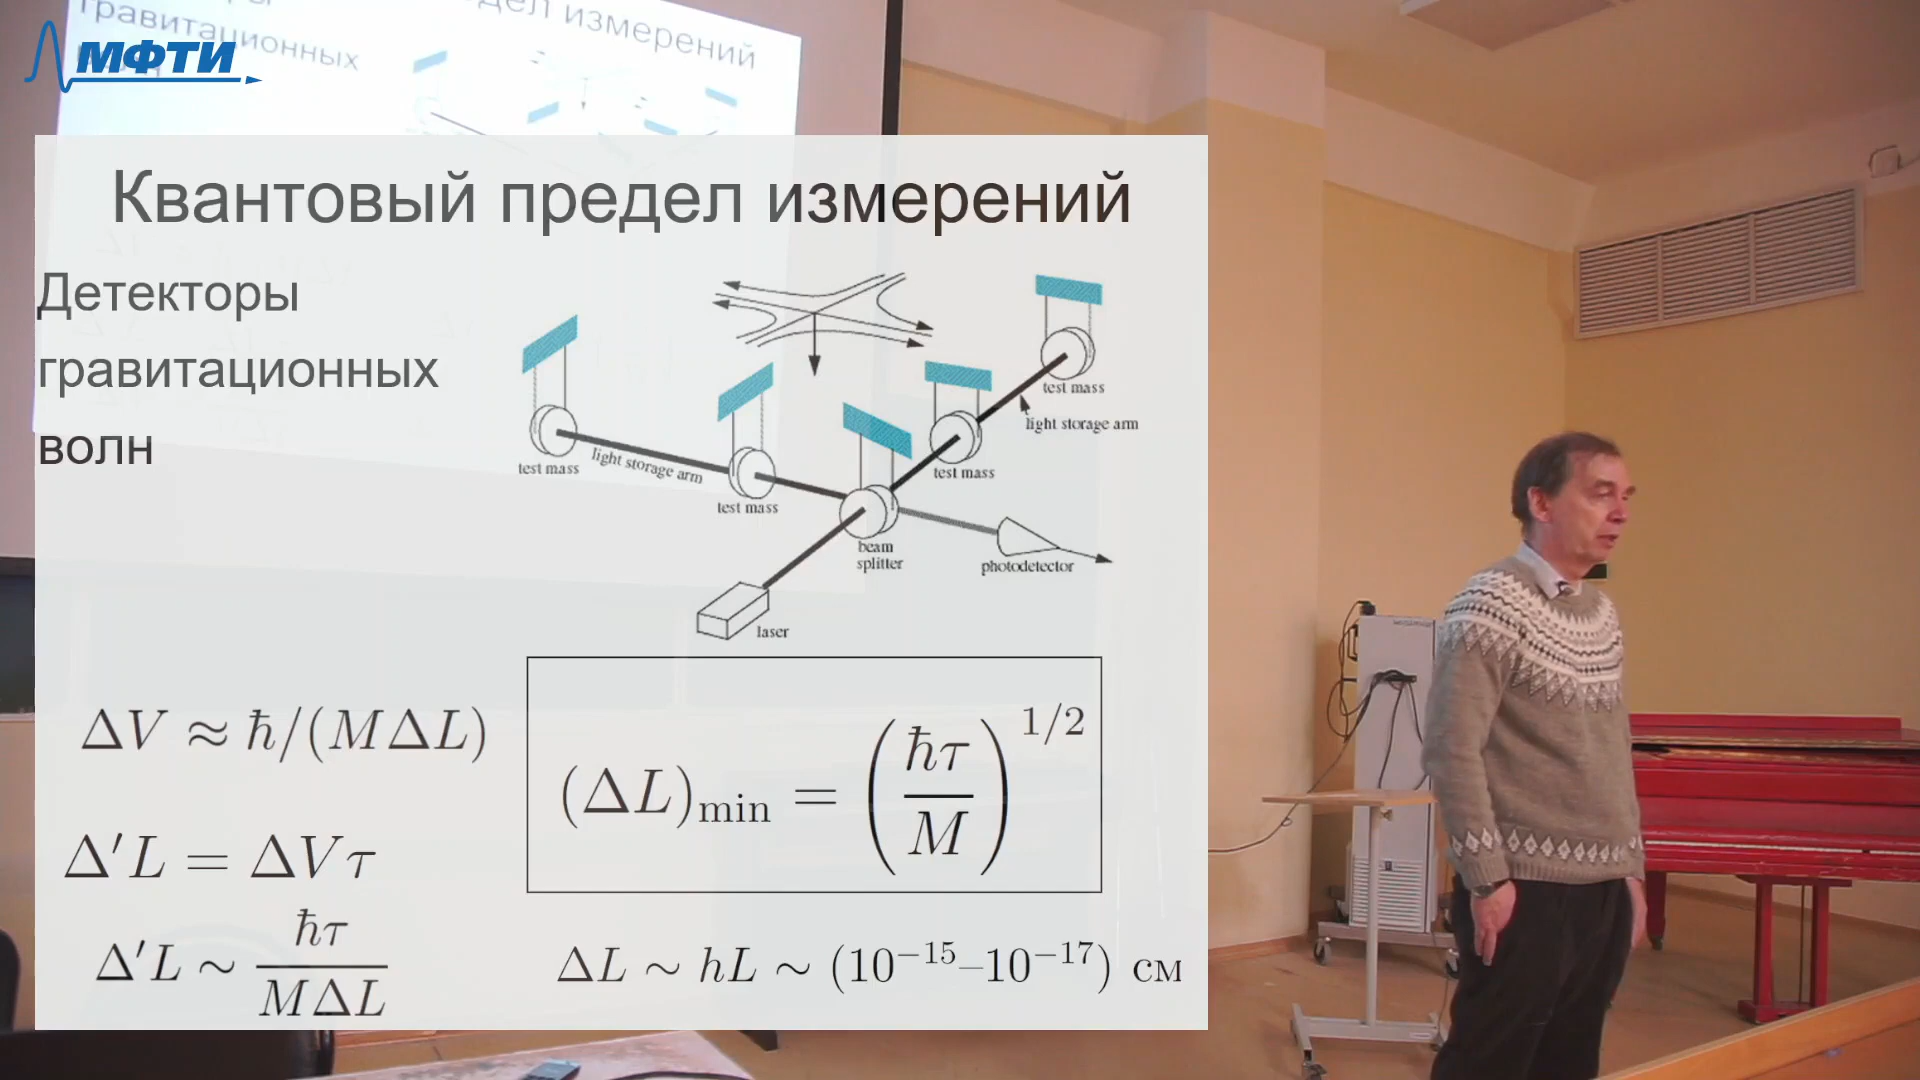 МФТИ
гравитационных
измерений
Квантовый предел измерений
Детекторы
гравитационных
волн
test mass
light storage arm
test mass
test mass
light storage arm
test mass
beam
splitter
photodetector
laser
ΔV ≈ ħ/(MΔL)
Δ′L = ΔVτ
Δ′L ~ ħτ/(MΔL)
(ΔL)min = (ħτ/M)^1/2
ΔL ~ hL ~ (10^−15–10^−17) см